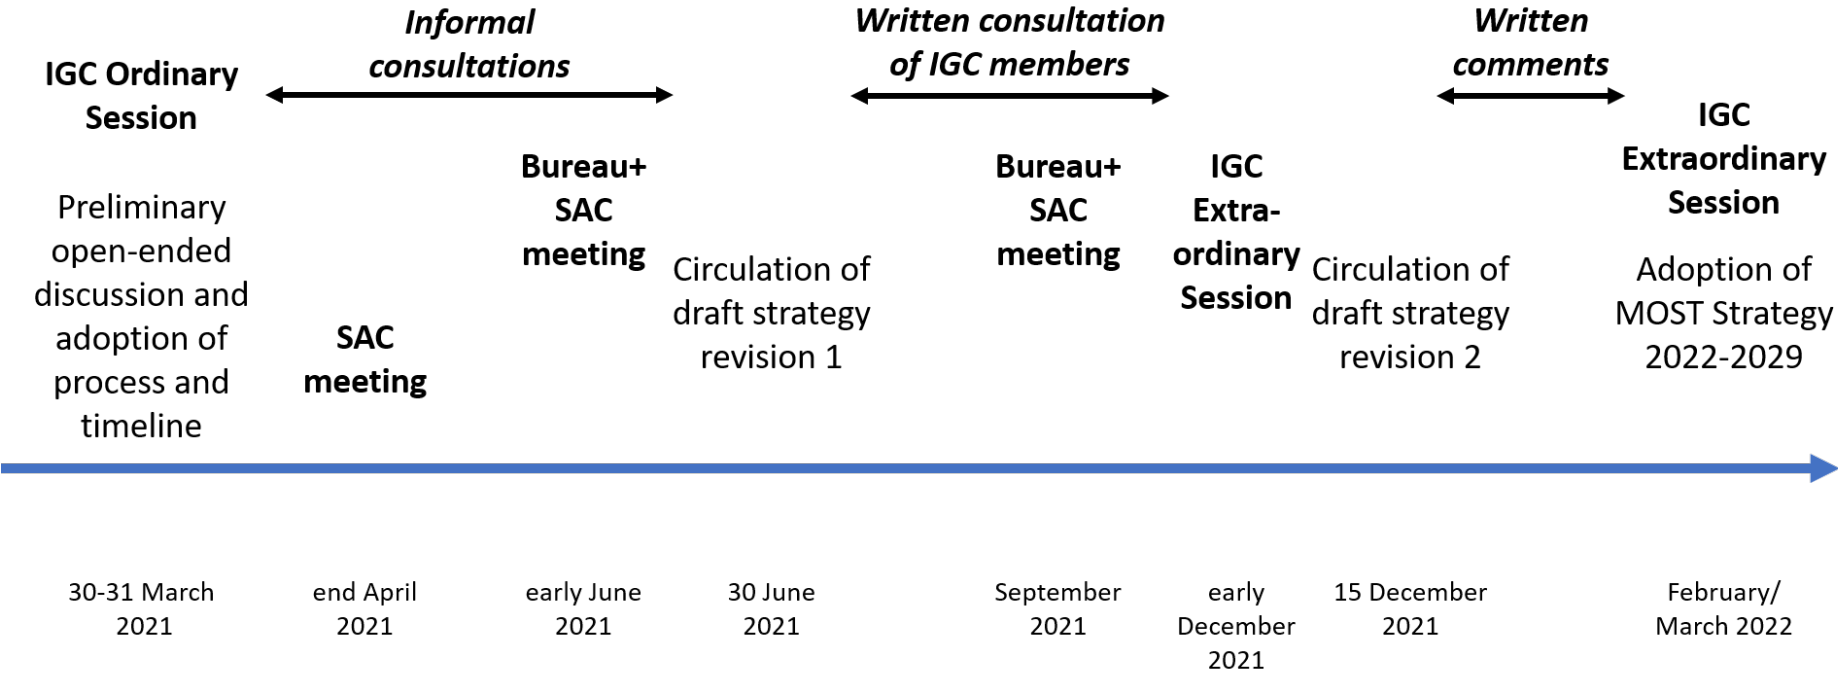 IGC Ordinary
Session
Preliminary
open-ended
discussion and
adoption of
process and
timeline
Informal
consultations
SAC
meeting
Bureau+
SAC
meeting
Circulation of
draft strategy
revision 1
Written consultation
of IGC members
Bureau+
SAC
meeting
IGC
Extra-
ordinary
Session
Circulation of
draft strategy
revision 2
Written
comments
IGC
Extraordinary
Session
Adoption of
MOST Strategy
2022-2029
30-31 March
2021
end April
2021
early June
2021
30 June
2021
September
2021
early
December
2021
15 December
2021
February/
March 2022